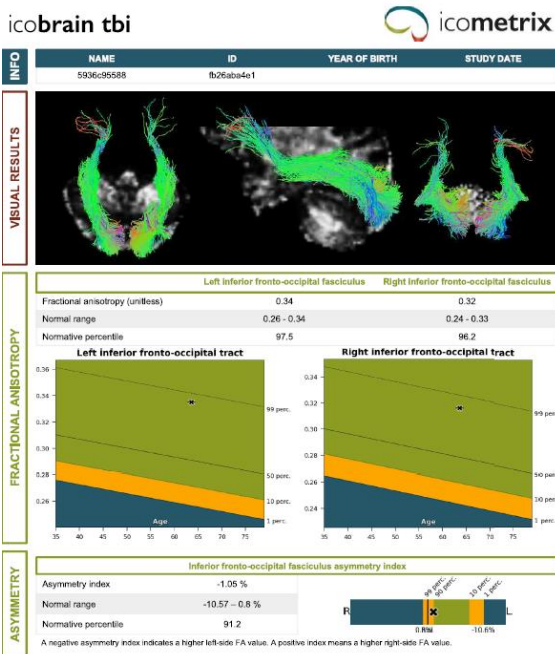 icobrain tbi
icometrix
INFO
NAME ID YEAR OF BIRTH STUDY DATE
5936c95588 fb26aba4e1
VISUAL RESULTS
FRACTIONAL ANISOTROPY
Left inferior fronto-occipital fasciculus Right inferior fronto-occipital fasciculus
Fractional anisotropy (unitless) 0.34 0.32
Normal range 0.26 - 0.34 0.24 - 0.33
Normative percentile 97.5 96.2
Left inferior fronto-occipital tract
0.36
0.34
0.30
0.28
0.26
99 perc.
50 perc.
10 perc.
1 perc.
Age
35 40 45 50 55 60 65 70 75
Right inferior fronto-occipital tract
0.34
0.32
0.30
0.28
0.26
0.24
99 perc.
50 perc.
10 perc.
1 perc.
Age
35 40 45 50 55 60 65 70 75
ASYMMETRY
Inferior fronto-occipital fasciculus asymmetry index
Asymmetry index -1.05 %
Normal range -10.57 – 0.8 %
Normative percentile 91.2
99 perc.
90 perc.
10 perc.
1 perc.
R L
-10.6%
A negative asymmetry index indicates a higher left-side FA value. A positive index means a higher right-side FA value.